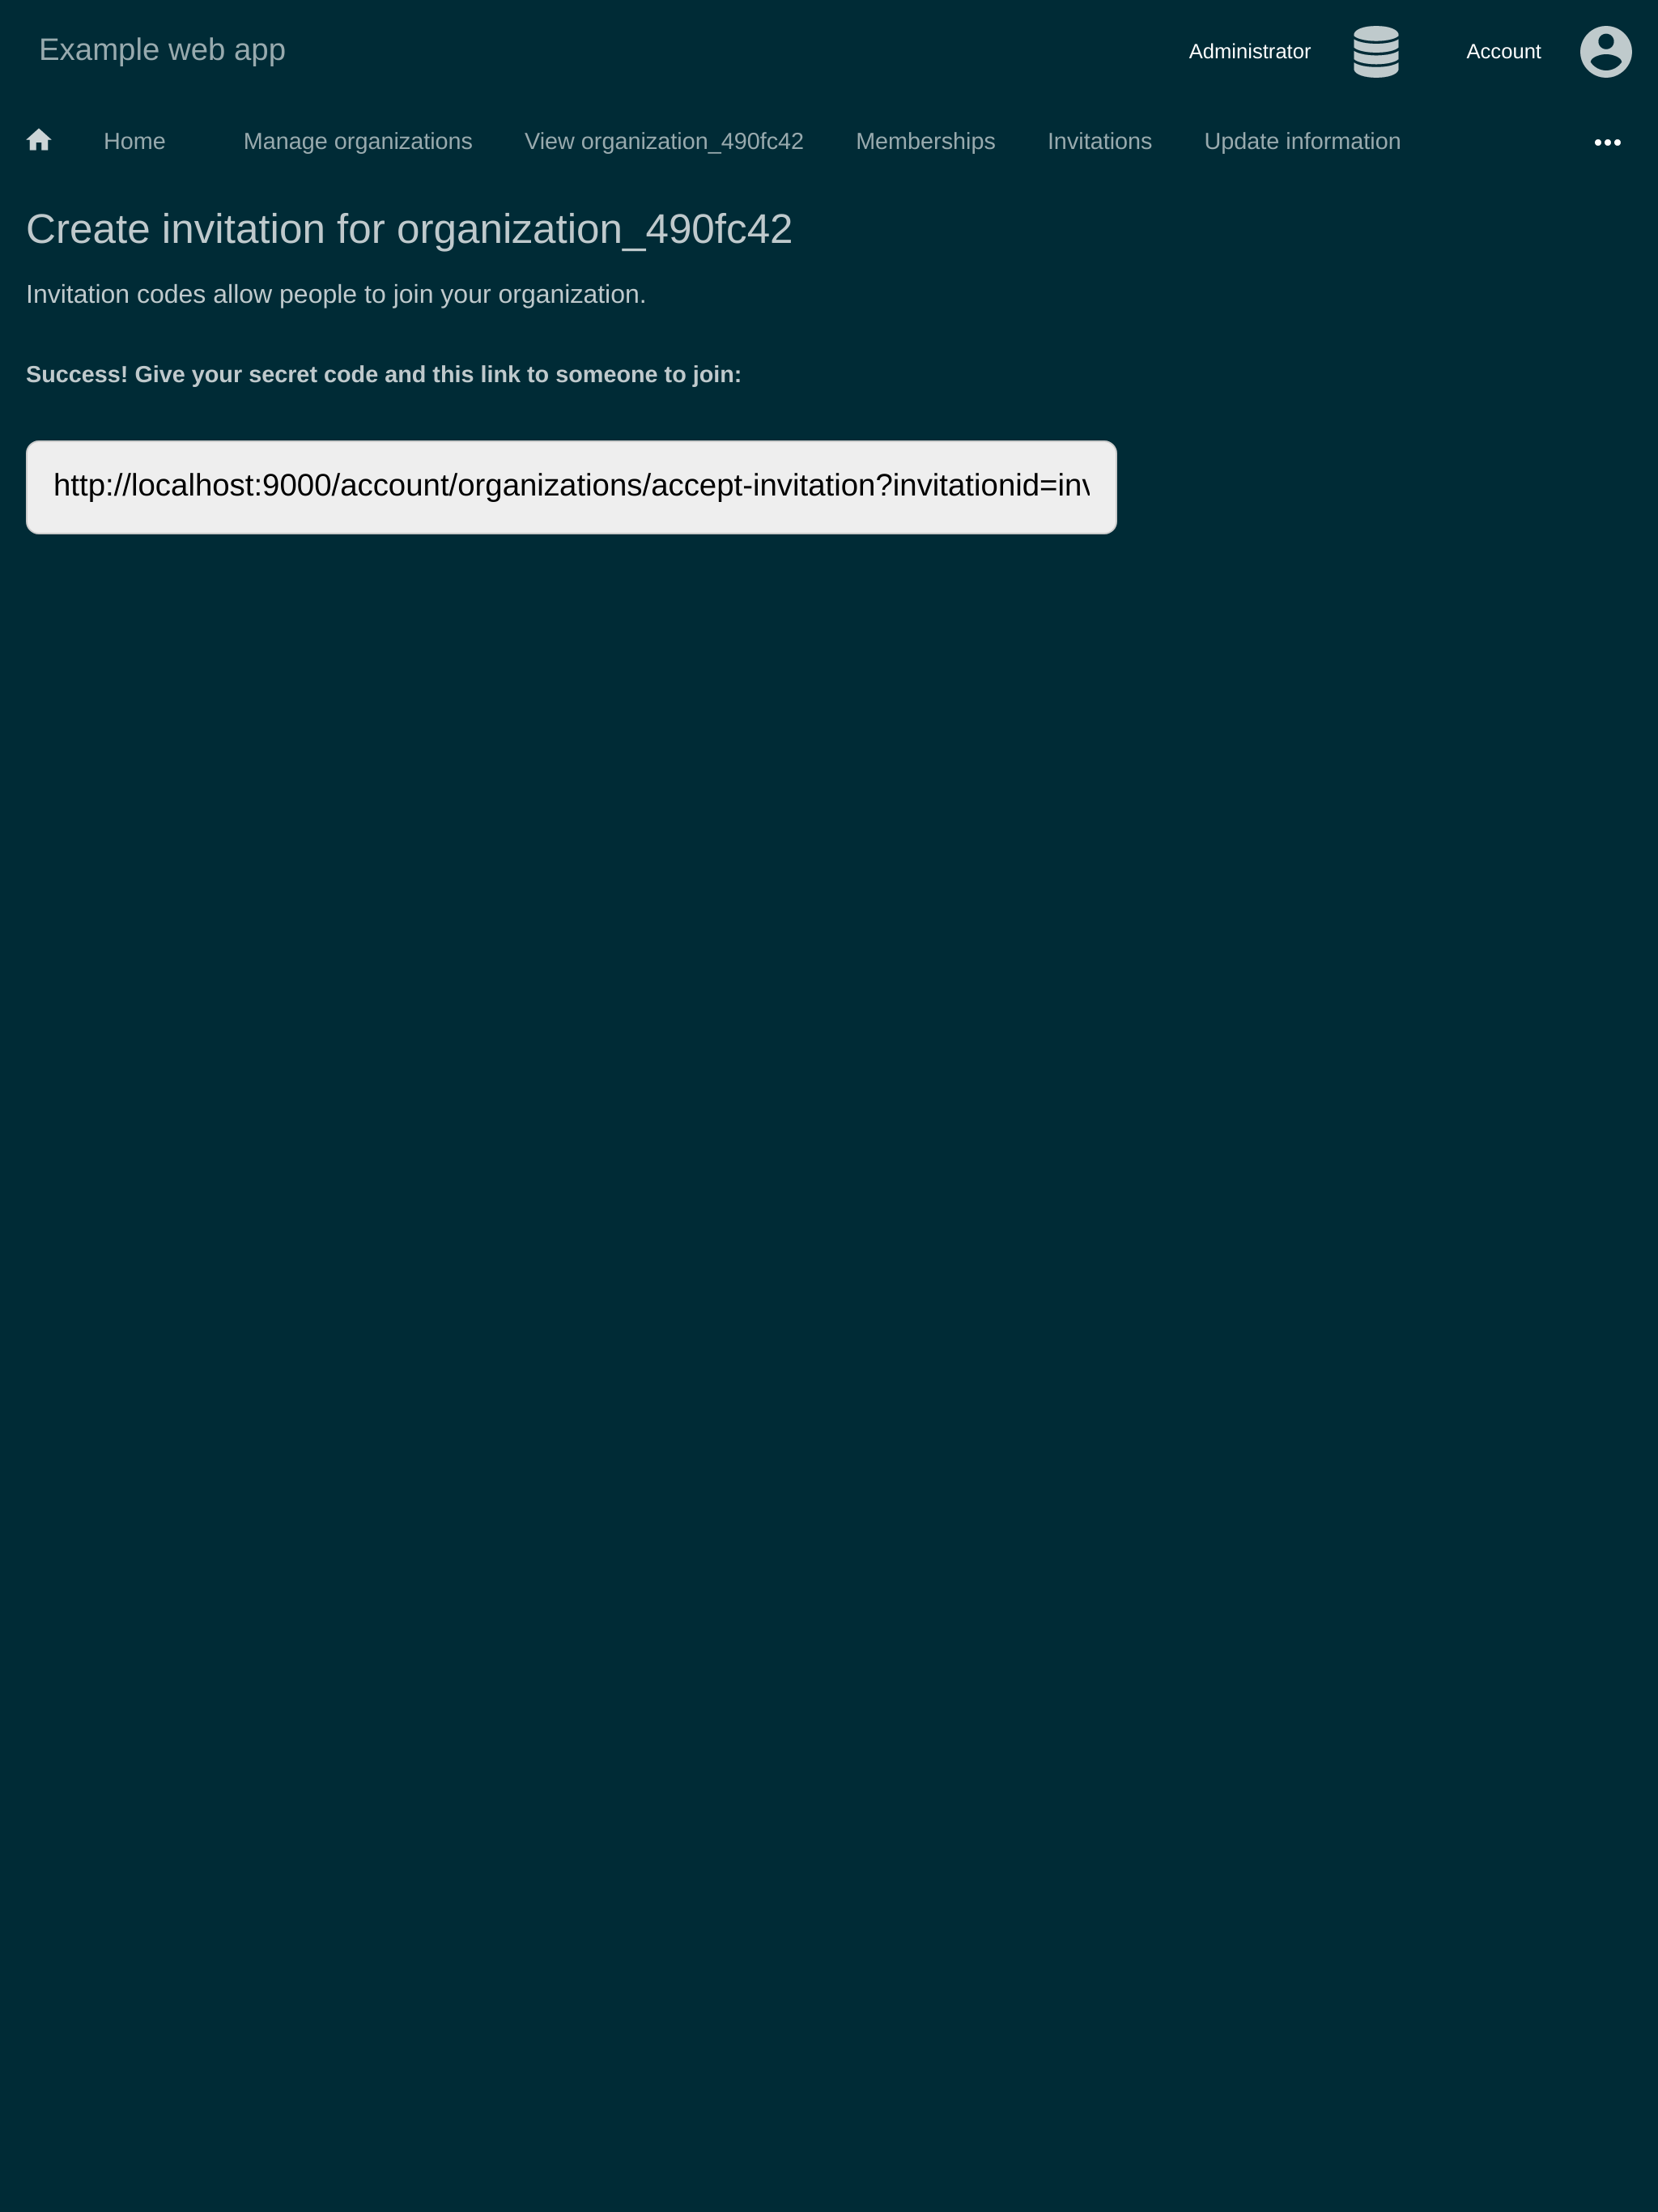 Example web app
Administrator
Account
Home
Manage organizations
View organization_490fc42
Memberships
Invitations
Update information
Create invitation for organization_490fc42
Invitation codes allow people to join your organization.
Success! Give your secret code and this link to someone to join:
http://localhost:9000/account/organizations/accept-invitation?invitationid=inv